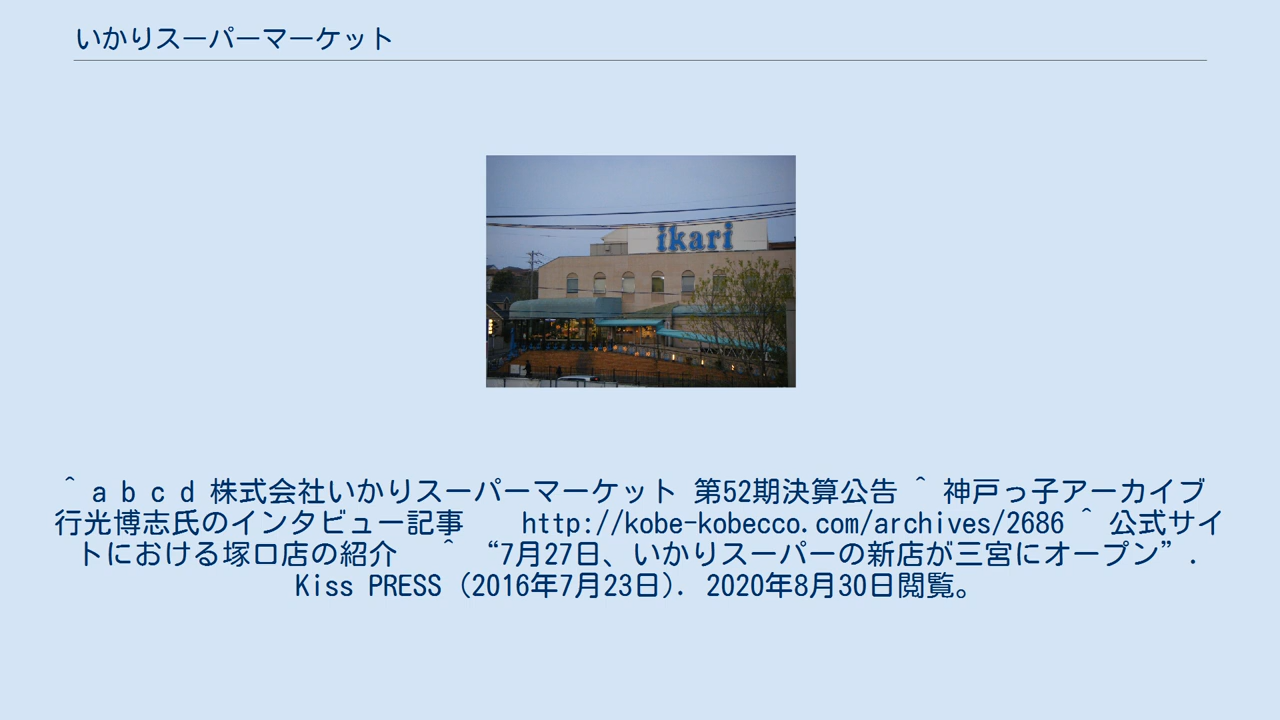 いかりスーパーマーケット
ikari
^ a b c d 株式会社いかりスーパーマーケット 第52期決算公告 ^ 神戸っ子アーカイブ
行光博志氏のインタビュー記事　　http://kobe-kobecco.com/archives/2686 ^ 公式サイ
トにおける塚口店の紹介　 ^ “7月27日、いかりスーパーの新店が三宮にオープン”.
Kiss PRESS (2016年7月23日). 2020年8月30日閲覧。